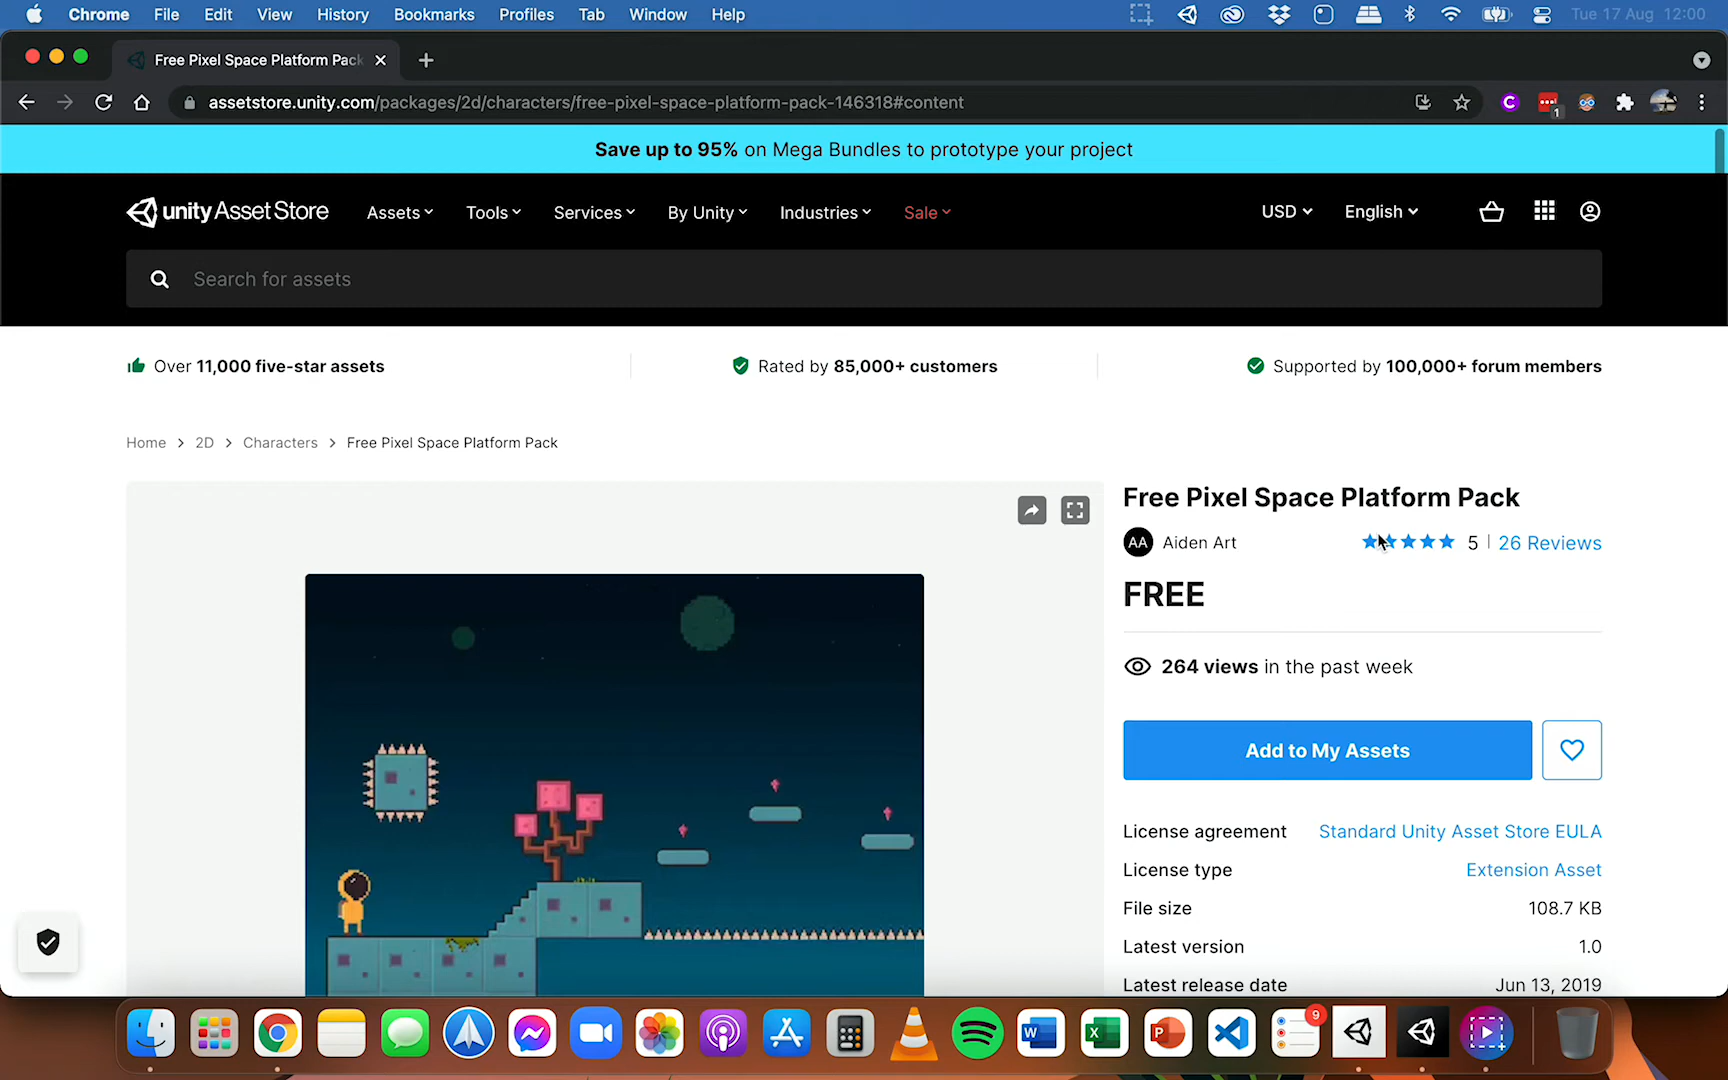 Chrome File Edit View History Bookmarks Profiles Tab Window Help Tue 17 Aug 12:00
Free Pixel Space Platform Pack
assetstore.unity.com/packages/2d/characters/free-pixel-space-platform-pack-146318#content
C
1
Save up to 95% on Mega Bundles to prototype your project
unity Asset Store Assets Tools Services By Unity Industries Sale USD English
Search for assets
Over 11,000 five-star assets Rated by 85,000+ customers Supported by 100,000+ forum members
Home > 2D > Characters > Free Pixel Space Platform Pack
Free Pixel Space Platform Pack
AA Aiden Art 5 | 26 Reviews
FREE
264 views in the past week
Add to My Assets
License agreement Standard Unity Asset Store EULA
License type Extension Asset
File size 108.7 KB
Latest version 1.0
Latest release date Jun 13, 2019
W X P 9